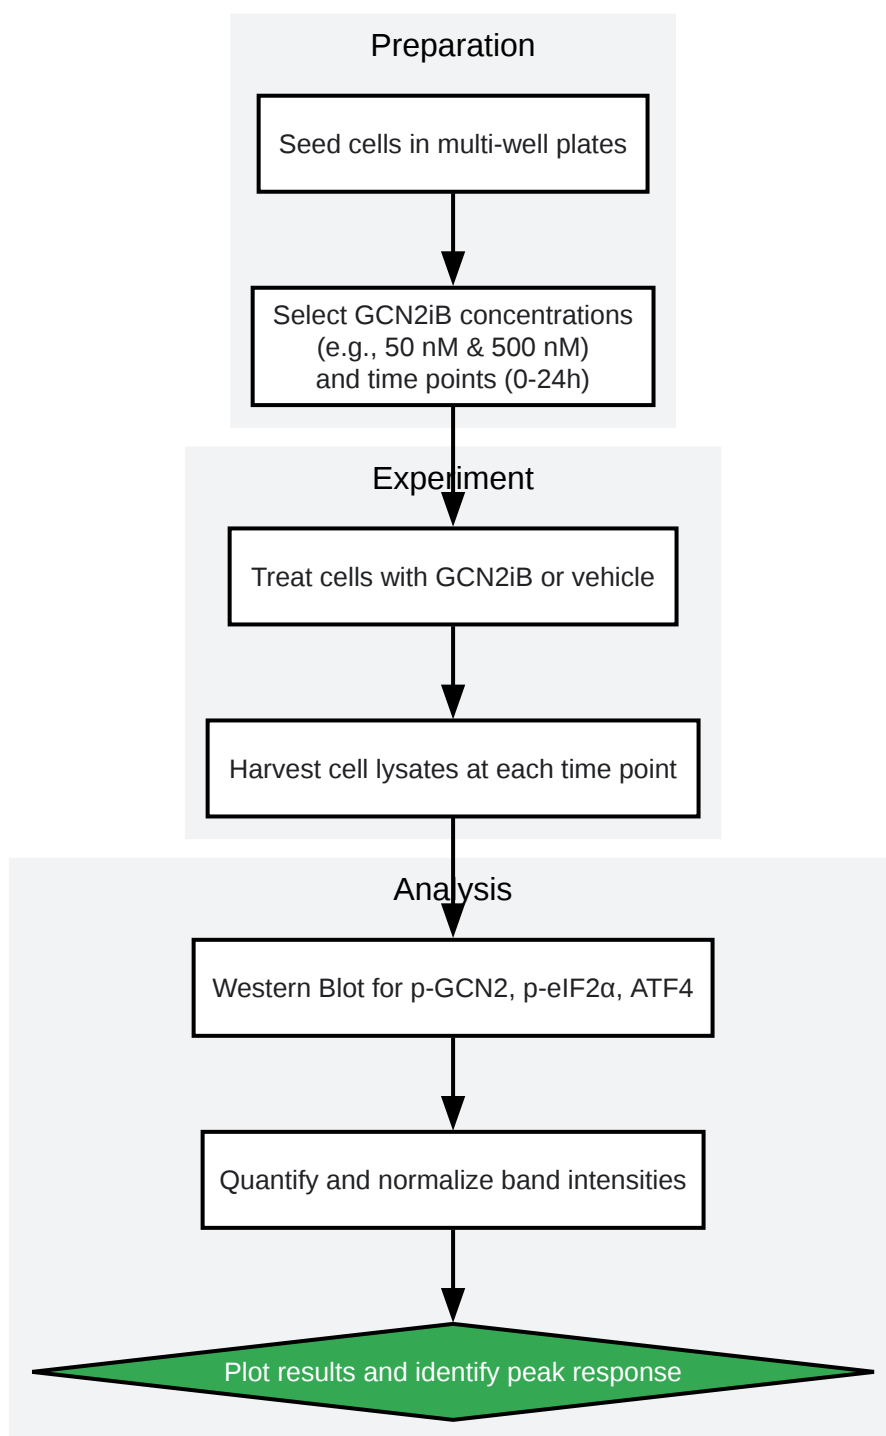 Preparation
Seed cells in multi-well plates
Select GCN2iB concentrations
(e.g., 50 nM & 500 nM)
and time points (0-24h)
Experiment
Treat cells with GCN2iB or vehicle
Harvest cell lysates at each time point
Analysis
Western Blot for p-GCN2, p-eIF2α, ATF4
Quantify and normalize band intensities
Plot results and identify peak response